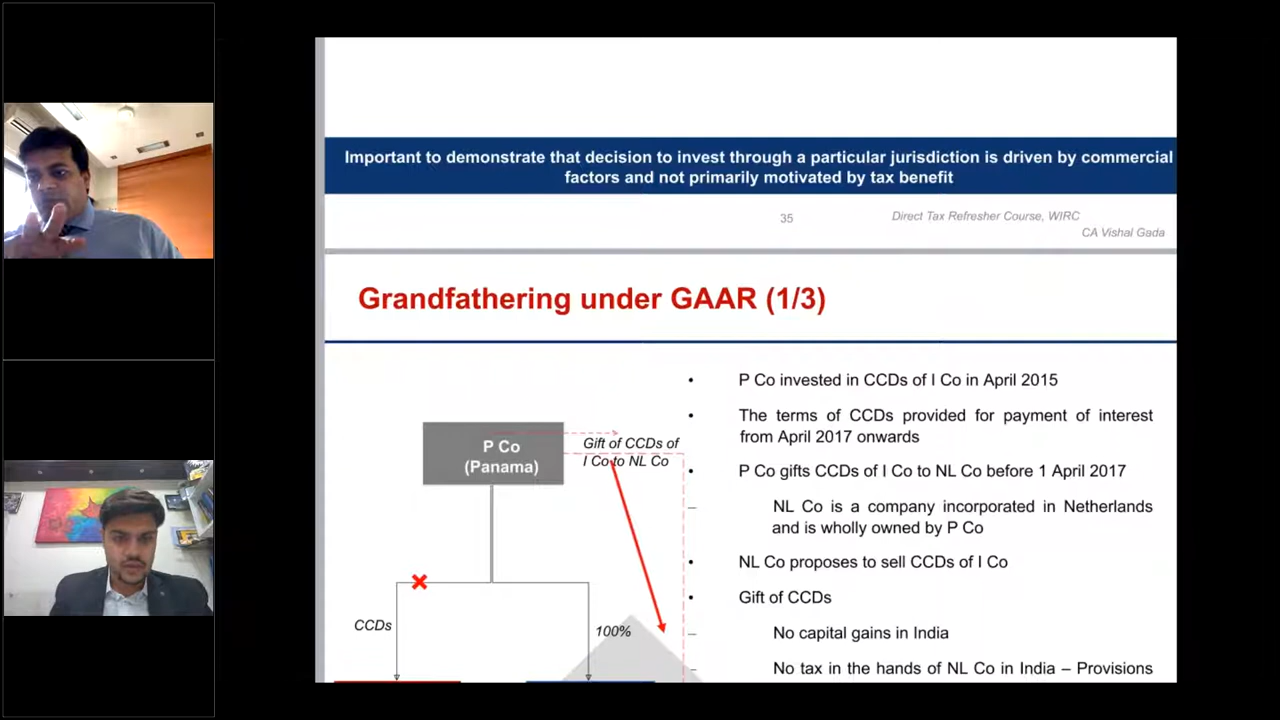 Important to demonstrate that decision to invest through a particular jurisdiction is driven by commercial
factors and not primarily motivated by tax benefit
35
Direct Tax Refresher Course, WIRC
CA Vishal Gada
Grandfathering under GAAR (1/3)
P Co
(Panama)
Gift of CCDs of
I Co to NL Co
CCDs
100%
• P Co invested in CCDs of I Co in April 2015
• The terms of CCDs provided for payment of interest
from April 2017 onwards
• P Co gifts CCDs of I Co to NL Co before 1 April 2017
– NL Co is a company incorporated in Netherlands
and is wholly owned by P Co
• NL Co proposes to sell CCDs of I Co
• Gift of CCDs
– No capital gains in India
– No tax in the hands of NL Co in India – Provisions